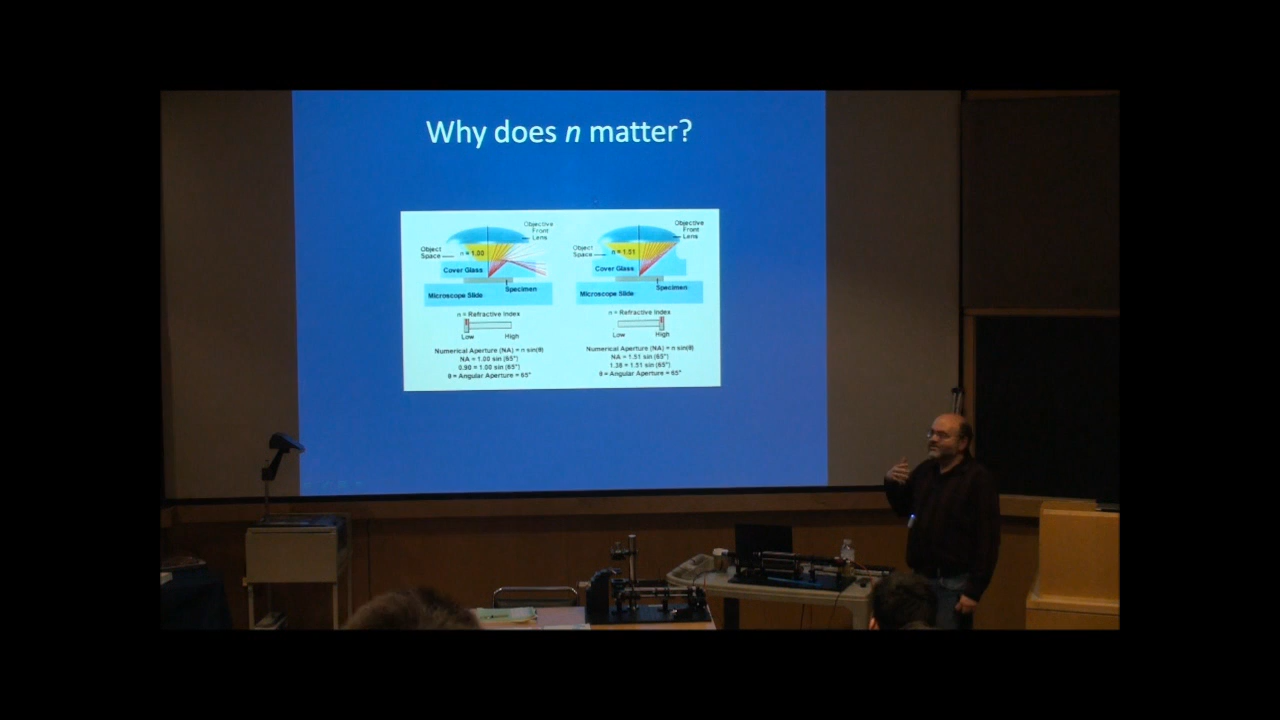 Why does n matter?
Objective
Front
Lens
Object
Space
n = 1.00
Cover Glass
Specimen
Microscope Slide
n = Refractive Index
Low High
Numerical Aperture (NA) = n sin(θ)
NA = 1.00 sin (65°)
0.90 = 1.00 sin (65°)
θ = Angular Aperture = 65°
Objective
Front
Lens
Object
Space
n = 1.51
Cover Glass
Specimen
Microscope Slide
n = Refractive Index
Low High
Numerical Aperture (NA) = n sin(θ)
NA = 1.51 sin (65°)
1.38 = 1.51 sin (65°)
θ = Angular Aperture = 65°